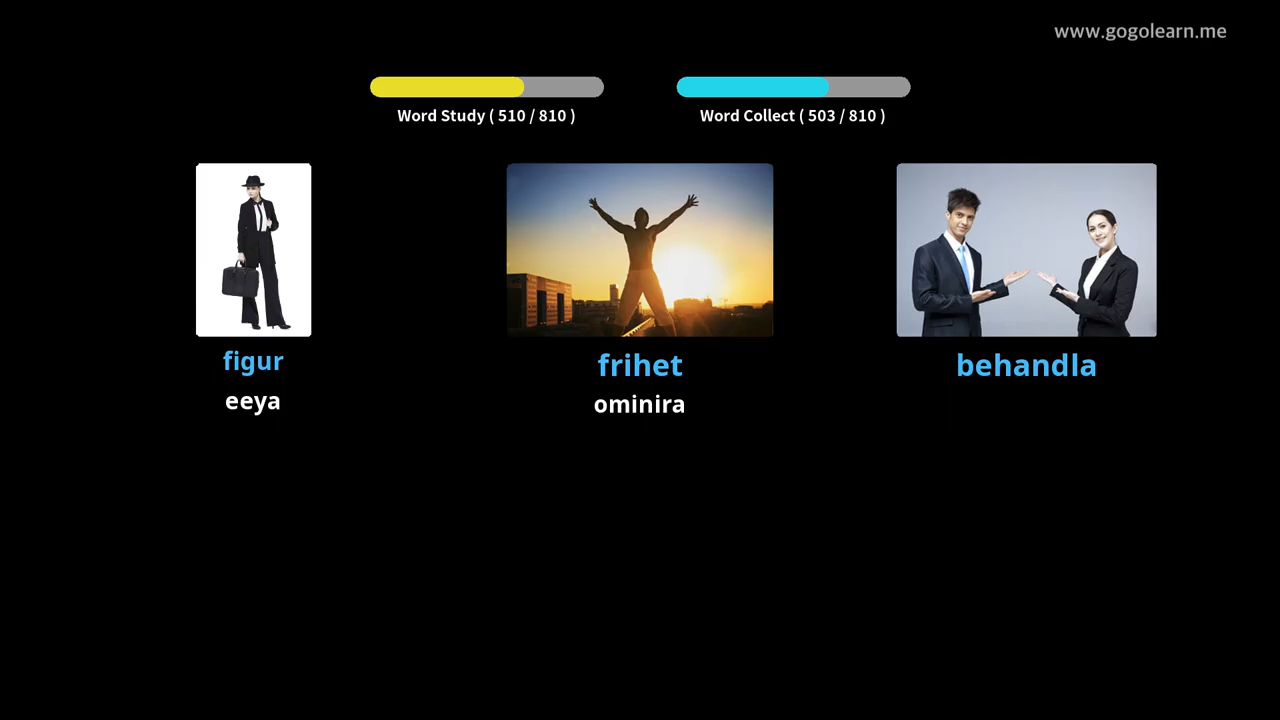 www.gogolearn.me
Word Study ( 510 / 810 )
Word Collect ( 503 / 810 )
figur
eeya
frihet
ominira
behandla